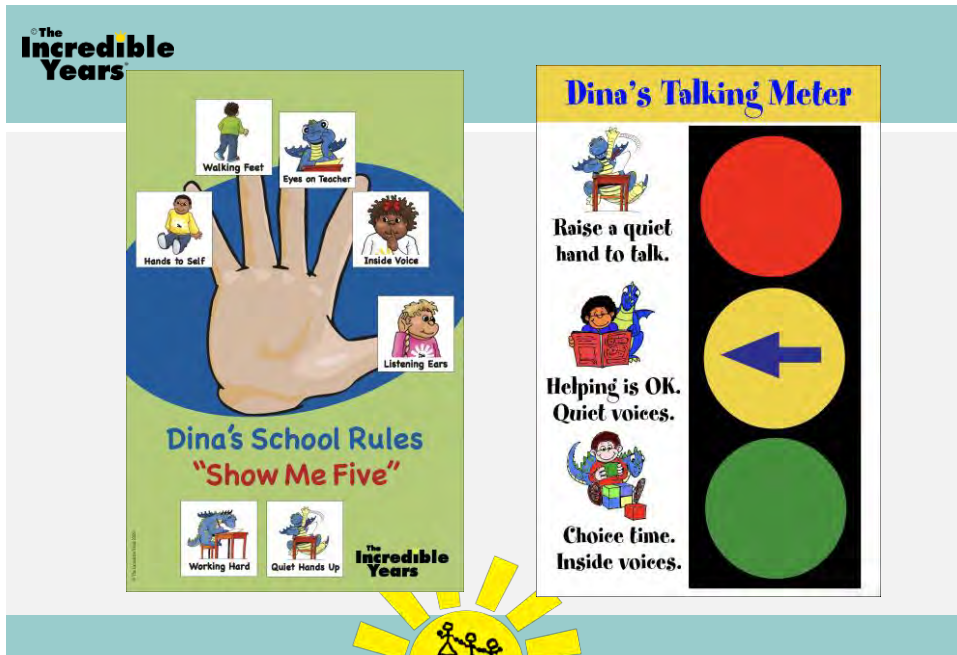 ©The
Incredible
Years®
Walking Feet
Eyes on Teacher
Hands to Self
Inside Voice
Listening Ears
Dina's School Rules
"Show Me Five"
Working Hard
Quiet Hands Up
The
Incredible
Years
Dina's Talking Meter
Raise a quiet
hand to talk.
Helping is OK.
Quiet voices.
Choice time.
Inside voices.